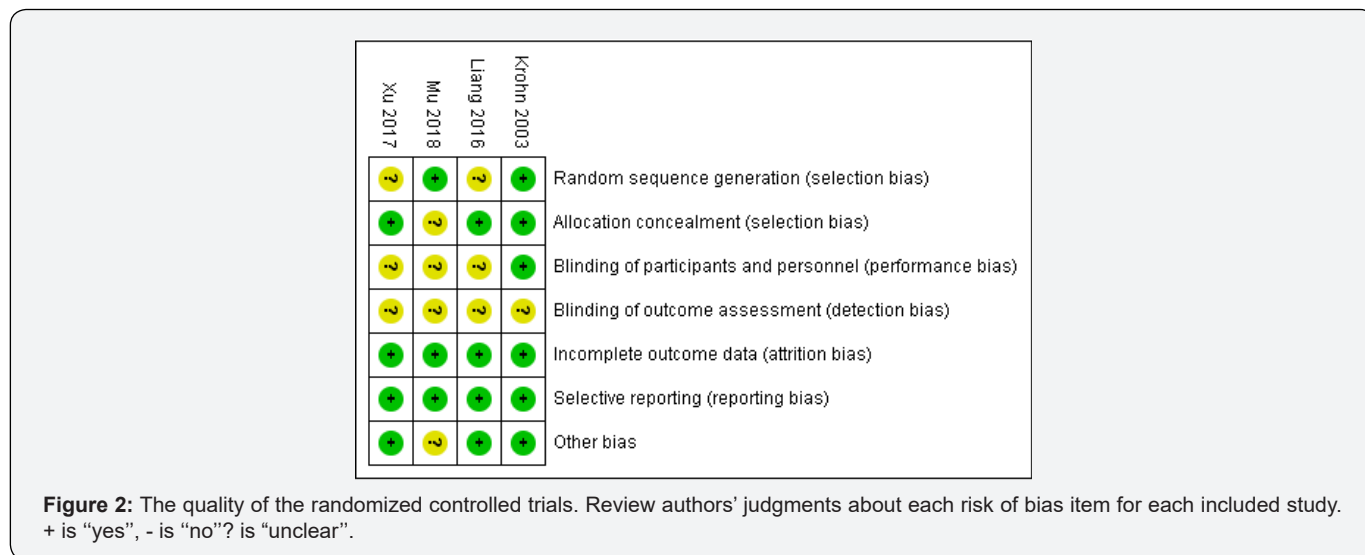 Xu 2017
Mu 2018
Liang 2016
Krohn 2003
? + ? + Random sequence generation (selection bias)
+ ? + + Allocation concealment (selection bias)
? ? ? + Blinding of participants and personnel (performance bias)
? ? ? ? Blinding of outcome assessment (detection bias)
+ + + + Incomplete outcome data (attrition bias)
+ + + + Selective reporting (reporting bias)
+ ? + + Other bias
Figure 2: The quality of the randomized controlled trials. Review authors’ judgments about each risk of bias item for each included study.
+ is ‘‘yes’’, - is ‘‘no’’? is “unclear’’.